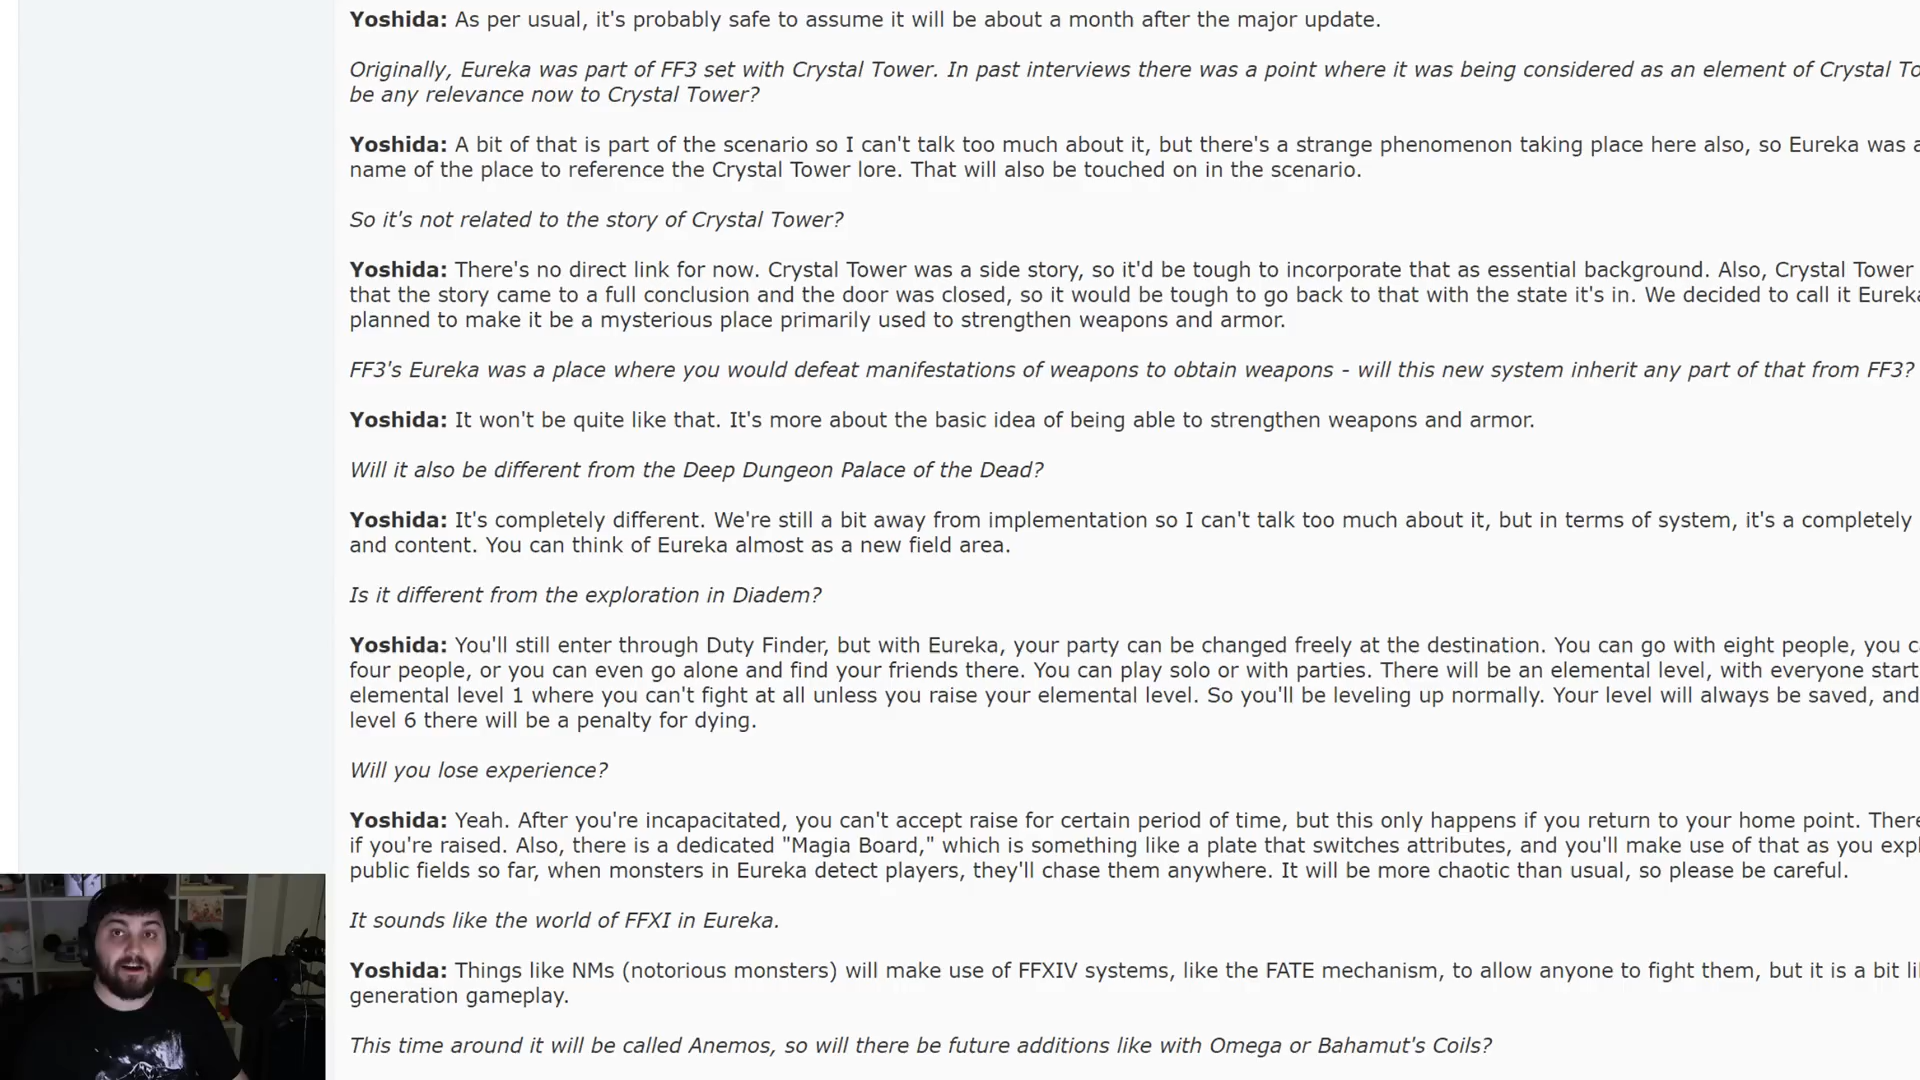 Yoshida: As per usual, it's probably safe to assume it will be about a month after the major update.
Originally, Eureka was part of FF3 set with Crystal Tower. In past interviews there was a point where it was being considered as an element of Crystal To
be any relevance now to Crystal Tower?
Yoshida: A bit of that is part of the scenario so I can't talk too much about it, but there's a strange phenomenon taking place here also, so Eureka was a
name of the place to reference the Crystal Tower lore. That will also be touched on in the scenario.
So it's not related to the story of Crystal Tower?
Yoshida: There's no direct link for now. Crystal Tower was a side story, so it'd be tough to incorporate that as essential background. Also, Crystal Tower
that the story came to a full conclusion and the door was closed, so it would be tough to go back to that with the state it's in. We decided to call it Eureka
planned to make it be a mysterious place primarily used to strengthen weapons and armor.
FF3's Eureka was a place where you would defeat manifestations of weapons to obtain weapons - will this new system inherit any part of that from FF3?
Yoshida: It won't be quite like that. It's more about the basic idea of being able to strengthen weapons and armor.
Will it also be different from the Deep Dungeon Palace of the Dead?
Yoshida: It's completely different. We're still a bit away from implementation so I can't talk too much about it, but in terms of system, it's a completely
and content. You can think of Eureka almost as a new field area.
Is it different from the exploration in Diadem?
Yoshida: You'll still enter through Duty Finder, but with Eureka, your party can be changed freely at the destination. You can go with eight people, you ca
four people, or you can even go alone and find your friends there. You can play solo or with parties. There will be an elemental level, with everyone start
elemental level 1 where you can't fight at all unless you raise your elemental level. So you'll be leveling up normally. Your level will always be saved, and
level 6 there will be a penalty for dying.
Will you lose experience?
Yoshida: Yeah. After you're incapacitated, you can't accept raise for certain period of time, but this only happens if you return to your home point. There
if you're raised. Also, there is a dedicated "Magia Board," which is something like a plate that switches attributes, and you'll make use of that as you expl
public fields so far, when monsters in Eureka detect players, they'll chase them anywhere. It will be more chaotic than usual, so please be careful.
It sounds like the world of FFXI in Eureka.
Yoshida: Things like NMs (notorious monsters) will make use of FFXIV systems, like the FATE mechanism, to allow anyone to fight them, but it is a bit li
generation gameplay.
This time around it will be called Anemos, so will there be future additions like with Omega or Bahamut's Coils?